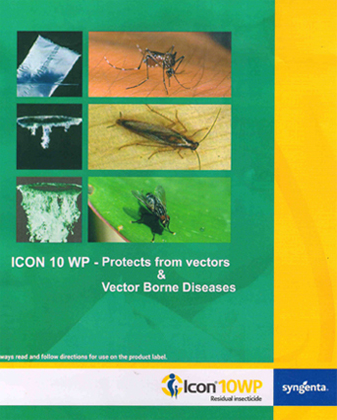 ICON 10 WP - Protects from vectors
&
Vector Borne Diseases
ways read and follow directions for use on the product label.
Icon 10WP
Residual insecticide
syngenta.